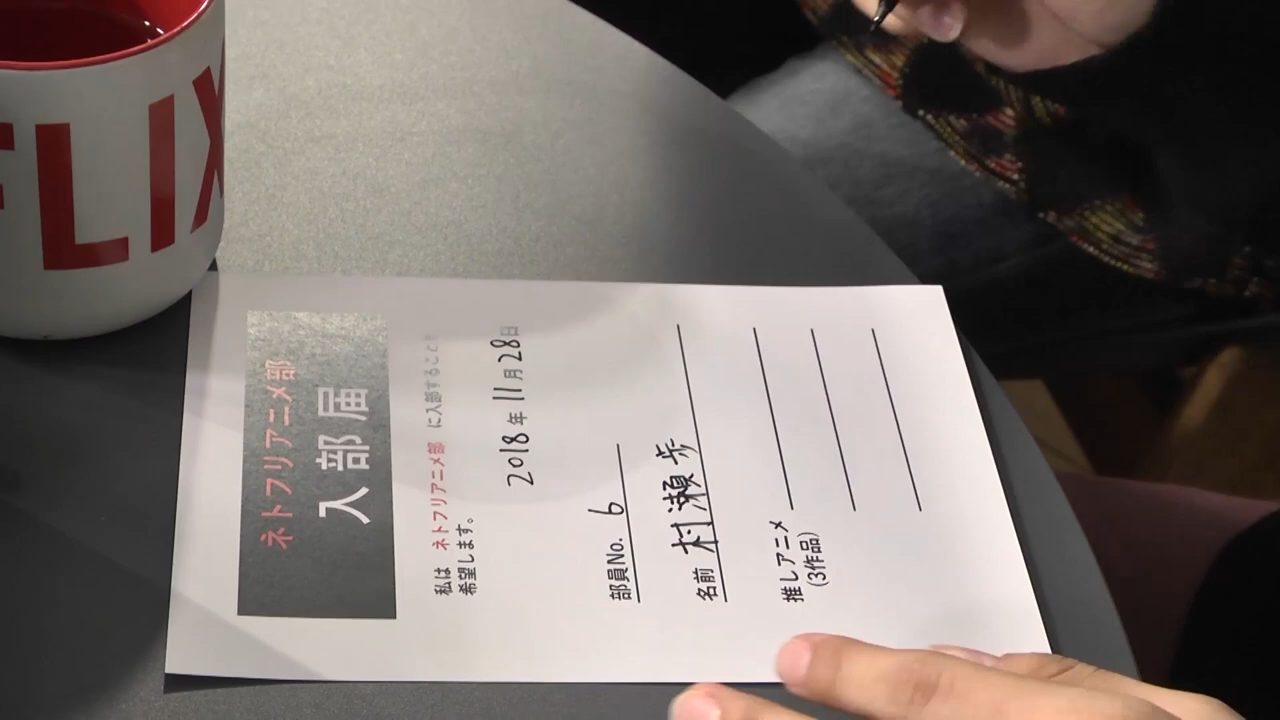 FLIX
ネトフリアニメ部
入部届
私は ネトフリアニメ部 に入部すること
希望します。
2018年 11月 28日
部員No. 6
名前 村瀬歩
推しアニメ
(3作品)